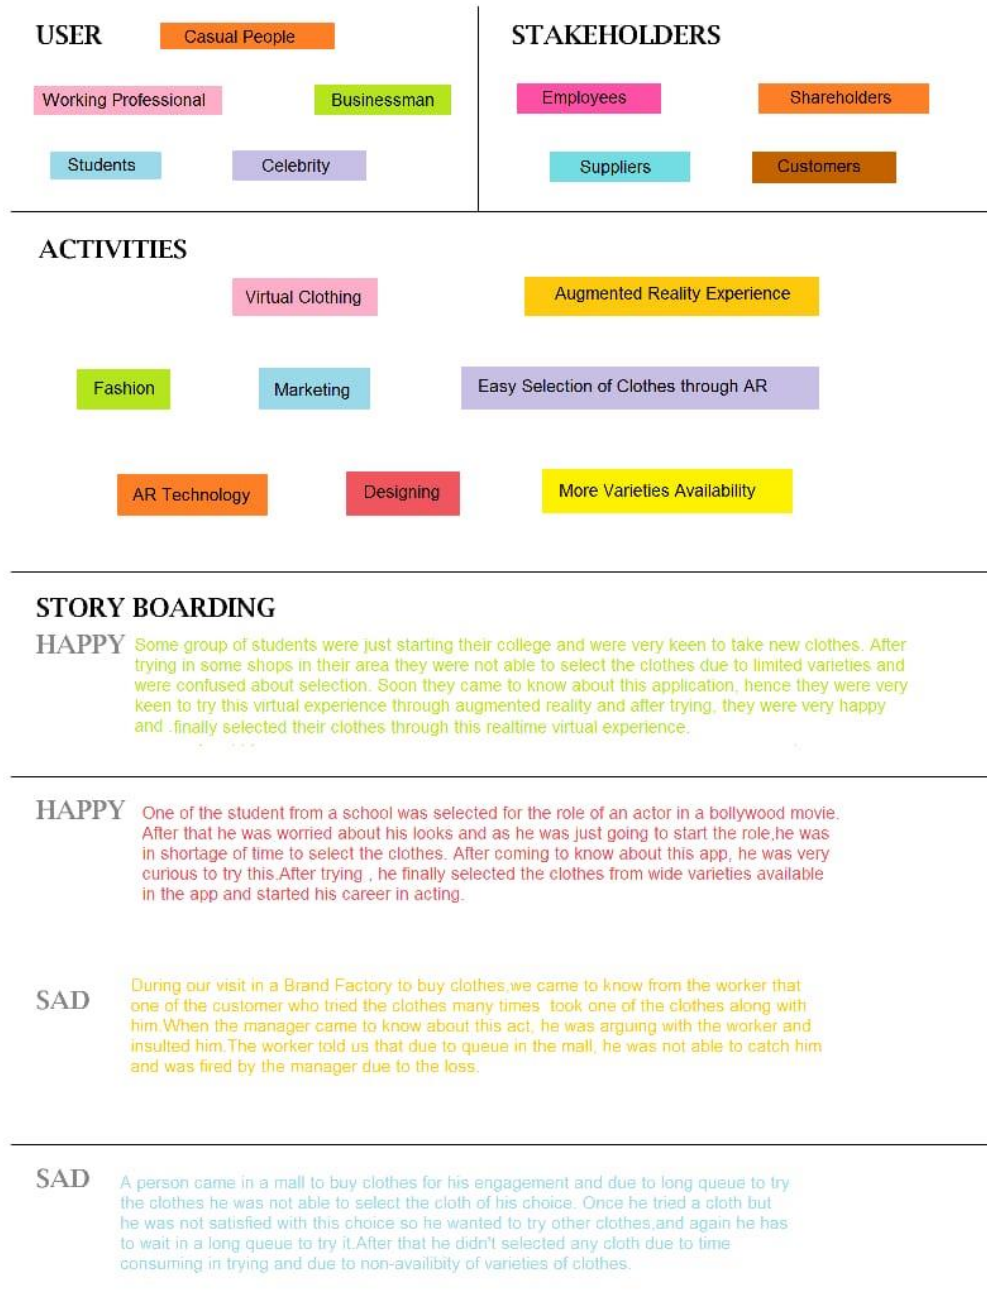 USER
Casual People
Working Professional
Businessman
Students
Celebrity
STAKEHOLDERS
Employees
Shareholders
Suppliers
Customers
ACTIVITIES
Virtual Clothing
Augmented Reality Experience
Fashion
Marketing
Easy Selection of Clothes through AR
AR Technology
Designing
More Varieties Availability
STORY BOARDING
HAPPY
Some group of students were just starting their college and were very keen to take new clothes. After
trying in some shops in their area they were not able to select the clothes due to limited varieties and
were confused about selection. Soon they came to know about this application, hence they were very
keen to try this virtual experience through augmented reality and after trying, they were very happy
and .finally selected their clothes through this realtime virtual experience.
HAPPY
One of the student from a school was selected for the role of an actor in a bollywood movie.
After that he was worried about his looks and as he was just going to start the role,he was
in shortage of time to select the clothes. After coming to know about this app, he was very
curious to try this.After trying , he finally selected the clothes from wide varieties available
in the app and started his career in acting.
SAD
During our visit in a Brand Factory to buy clothes,we came to know from the worker that
one of the customer who tried the clothes many times took one of the clothes along with
him.When the manager came to know about this act, he was arguing with the worker and
insulted him.The worker told us that due to queue in the mall, he was not able to catch him
and was fired by the manager due to the loss.
SAD
A person came in a mall to buy clothes for his engagement and due to long queue to try
the clothes he was not able to select the cloth of his choice. Once he tried a cloth but
he was not satisfied with this choice so he wanted to try other clothes,and again he has
to wait in a long queue to try it.After that he didn't selected any cloth due to time
consuming in trying and due to non-availibity of varieties of clothes.